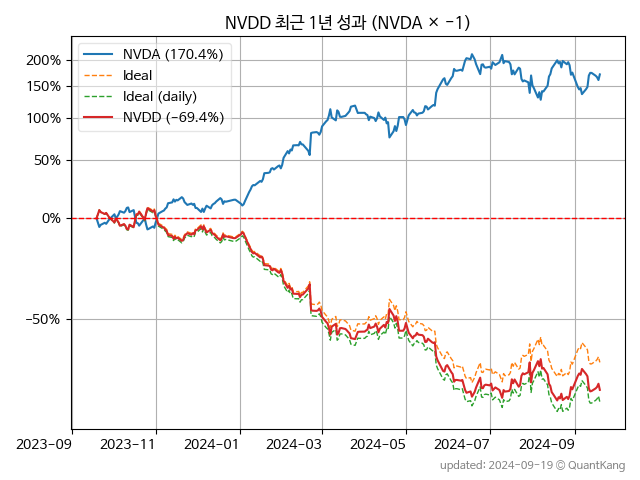 NVDD 최근 1년 성과 (NVDA × −1)
NVDA (170.4%)
Ideal
Ideal (daily)
NVDD (−69.4%)
200%
150%
100%
50%
0%
−50%
2023−09
2023−11
2024−01
2024−03
2024−05
2024−07
2024−09
updated: 2024−09−19 © QuantKang